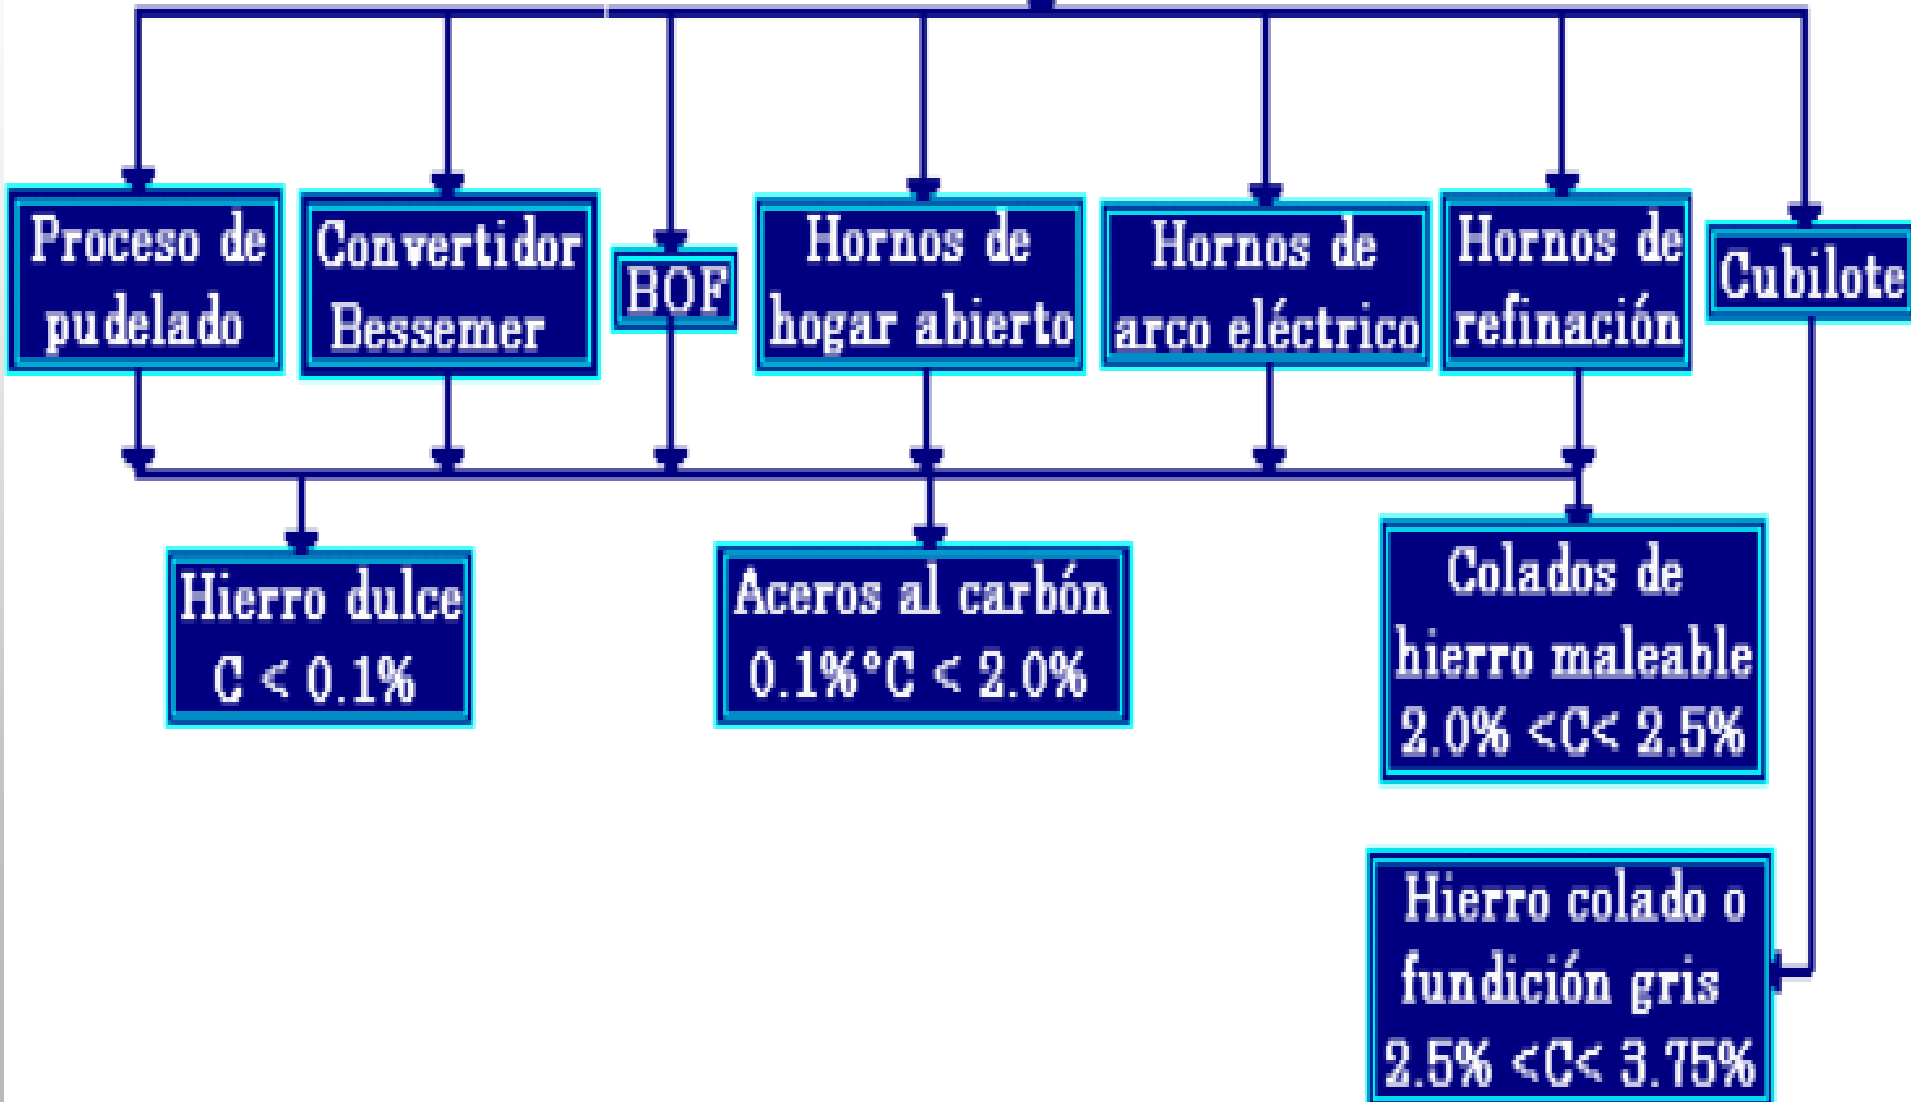 Proceso de
pudelado
Convertidor
Bessemer
BOF
Hornos de
hogar abierto
Hornos de
arco eléctrico
Hornos de
refinación
Cubilote
Hierro dulce
C < 0.1%
Aceros al carbón
0.1%°C < 2.0%
Colados de
hierro maleable
2.0% <C< 2.5%
Hierro colado o
fundición gris
2.5% <C< 3.75%